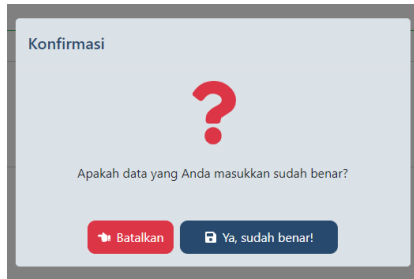 Konfirmasi
Apakah data yang Anda masukkan sudah benar?
Batalkan
Ya, sudah benar!